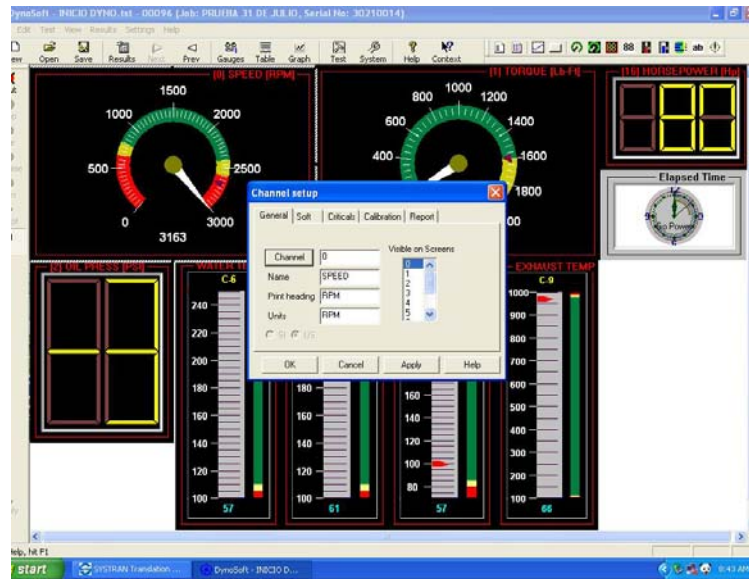 DynoSoft - INICIO DYNO.txt - 00096 (Job: PRUEBA 31 DE JULIO, Serial No: 30210014)
Edit Test View Results Settings Help
Open Save Results Next Prev Gauges Table Graph Test System Help Context
88 ab
[0] SPEED [RPM]
0 500 1000 1500 2000 2500 3000
3163
[1] TORQUE [Lb-Ft]
400 600 800 1000 1200 1400 1600 1800
[16] HORSEPOWER [Hp]
Elapsed Time
Go Power
Channel setup
General Soft Criticals Calibration Report
Channel 0
Name SPEED
Print heading RPM
Units RPM
SI US
Visible on Screens
0
1
2
3
4
5
OK Cancel Apply Help
[2] OIL PRESS [PSI]
C-6
240
220
200
180
160
140
120
100
57
180
160
140
120
100
61
160
140
120
100
80
57
EXHAUST TEMP
C-9
1000
900
800
700
600
500
400
300
200
100
66
Help, hit F1
start
SYSTRAN Translation ...
DynoSoft - INICIO D...
8:43 AM